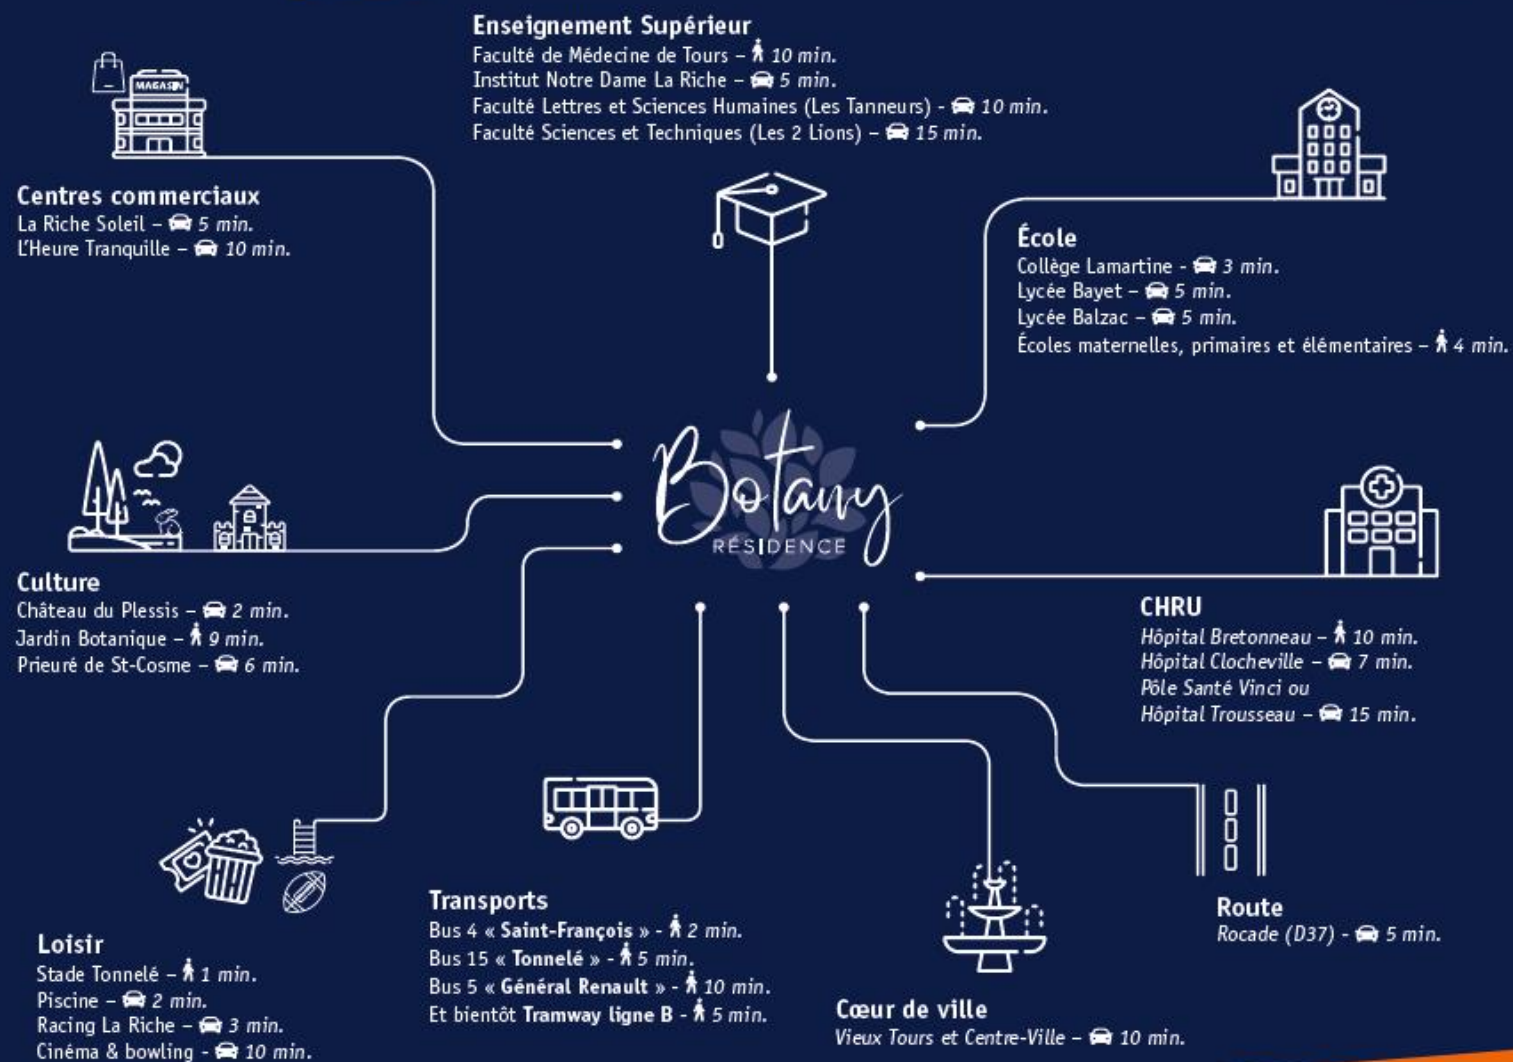 Enseignement Supérieur
Faculté de Médecine de Tours – 10 min.
Institut Notre Dame La Riche – 5 min.
Faculté Lettres et Sciences Humaines (Les Tanneurs) - 10 min.
Faculté Sciences et Techniques (Les 2 Lions) – 15 min.
MAGASIN
Centres commerciaux
La Riche Soleil – 5 min.
L'Heure Tranquille – 10 min.
École
Collège Lamartine - 3 min.
Lycée Bayet – 5 min.
Lycée Balzac – 5 min.
Écoles maternelles, primaires et élémentaires – 4 min.
Botany
RÉSIDENCE
Culture
Château du Plessis – 2 min.
Jardin Botanique – 9 min.
Prieuré de St-Cosme – 6 min.
CHRU
Hôpital Bretonneau – 10 min.
Hôpital Clocheville – 7 min.
Pôle Santé Vinci ou
Hôpital Trousseau – 15 min.
Loisir
Stade Tonnelé – 1 min.
Piscine – 2 min.
Racing La Riche – 3 min.
Cinéma & bowling - 10 min.
Transports
Bus 4 « Saint-François » - 2 min.
Bus 15 « Tonnelé » - 5 min.
Bus 5 « Général Renault » - 10 min.
Et bientôt Tramway ligne B - 5 min.
Cœur de ville
Vieux Tours et Centre-Ville – 10 min.
Route
Rocade (D37) - 5 min.